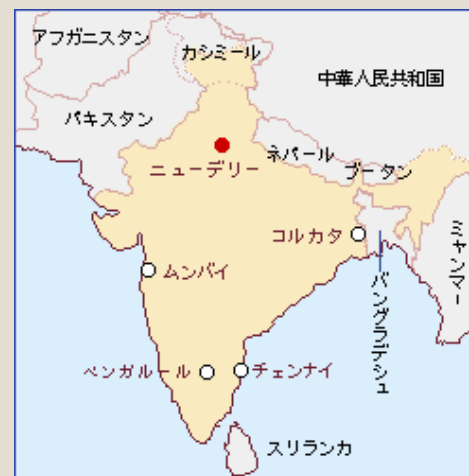 アフガニスタン
カシミール
中華人民共和国
パキスタン
ネパール
ブータン
ニューデリー
コルカタ
ミャンマー
ムンバイ
バングラデシュ
ベンガルール
チェンナイ
スリランカ